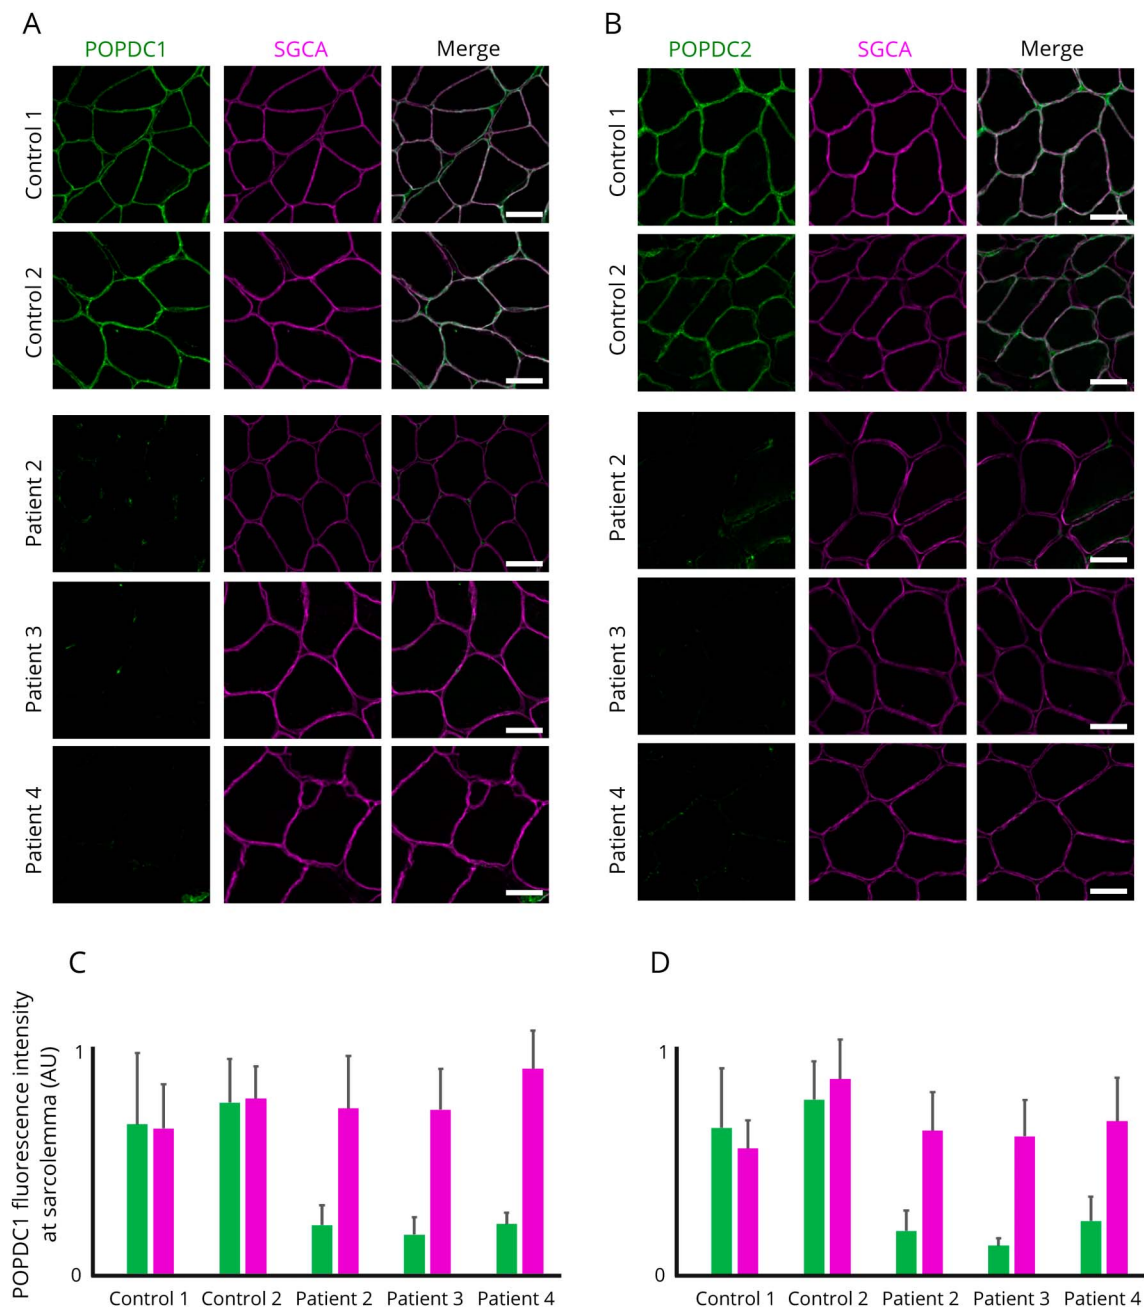 A
POPDC1 SGCA Merge
Control 1
Control 2
Patient 2
Patient 3
Patient 4
B
POPDC2 SGCA Merge
Control 1
Control 2
Patient 2
Patient 3
Patient 4
C
POPDC1 fluorescence intensity
at sarcolemma (AU)
1
0
Control 1 Control 2 Patient 2 Patient 3 Patient 4
D
1
0
Control 1 Control 2 Patient 2 Patient 3 Patient 4